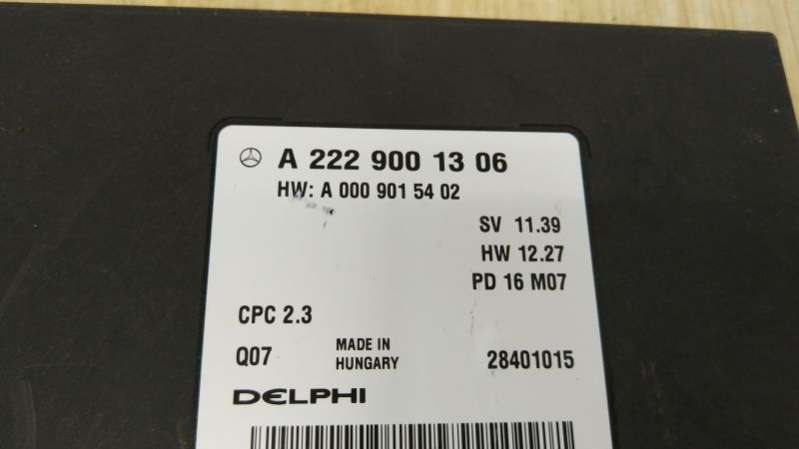 A 222 900 13 06
HW: A 000 901 54 02
SV 11.39
HW 12.27
PD 16 M07
CPC 2.3
Q07
MADE IN
HUNGARY
28401015
DELPHI